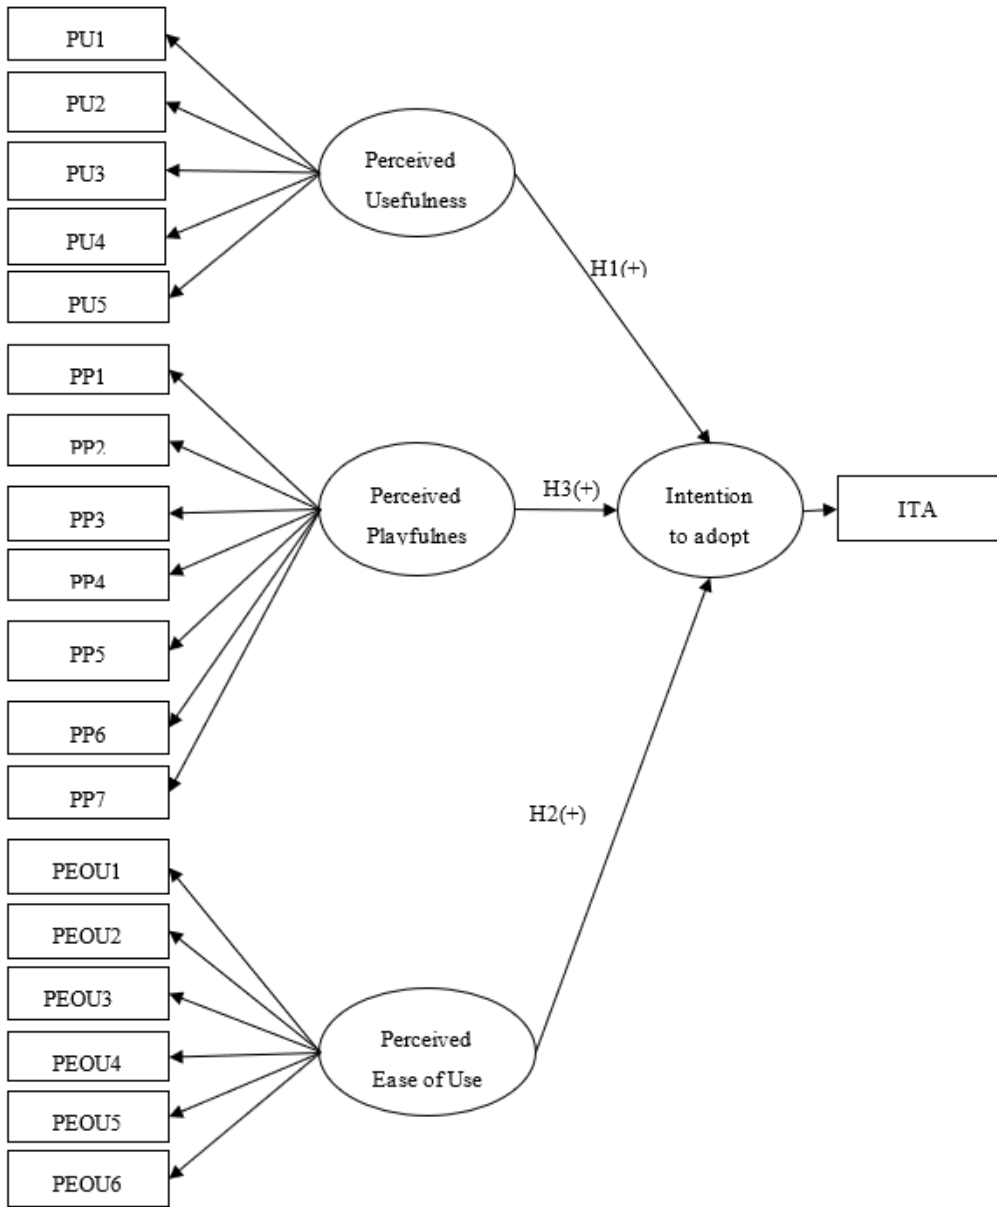 PU1
PU2
PU3
PU4
PU5
Perceived
Usefulness
H1(+)
PP1
PP2
PP3
PP4
PP5
PP6
PP7
Perceived
Playfulnes
H3(+)
Intention
to adopt
ITA
H2(+)
PEOU1
PEOU2
PEOU3
PEOU4
PEOU5
PEOU6
Perceived
Ease of Use